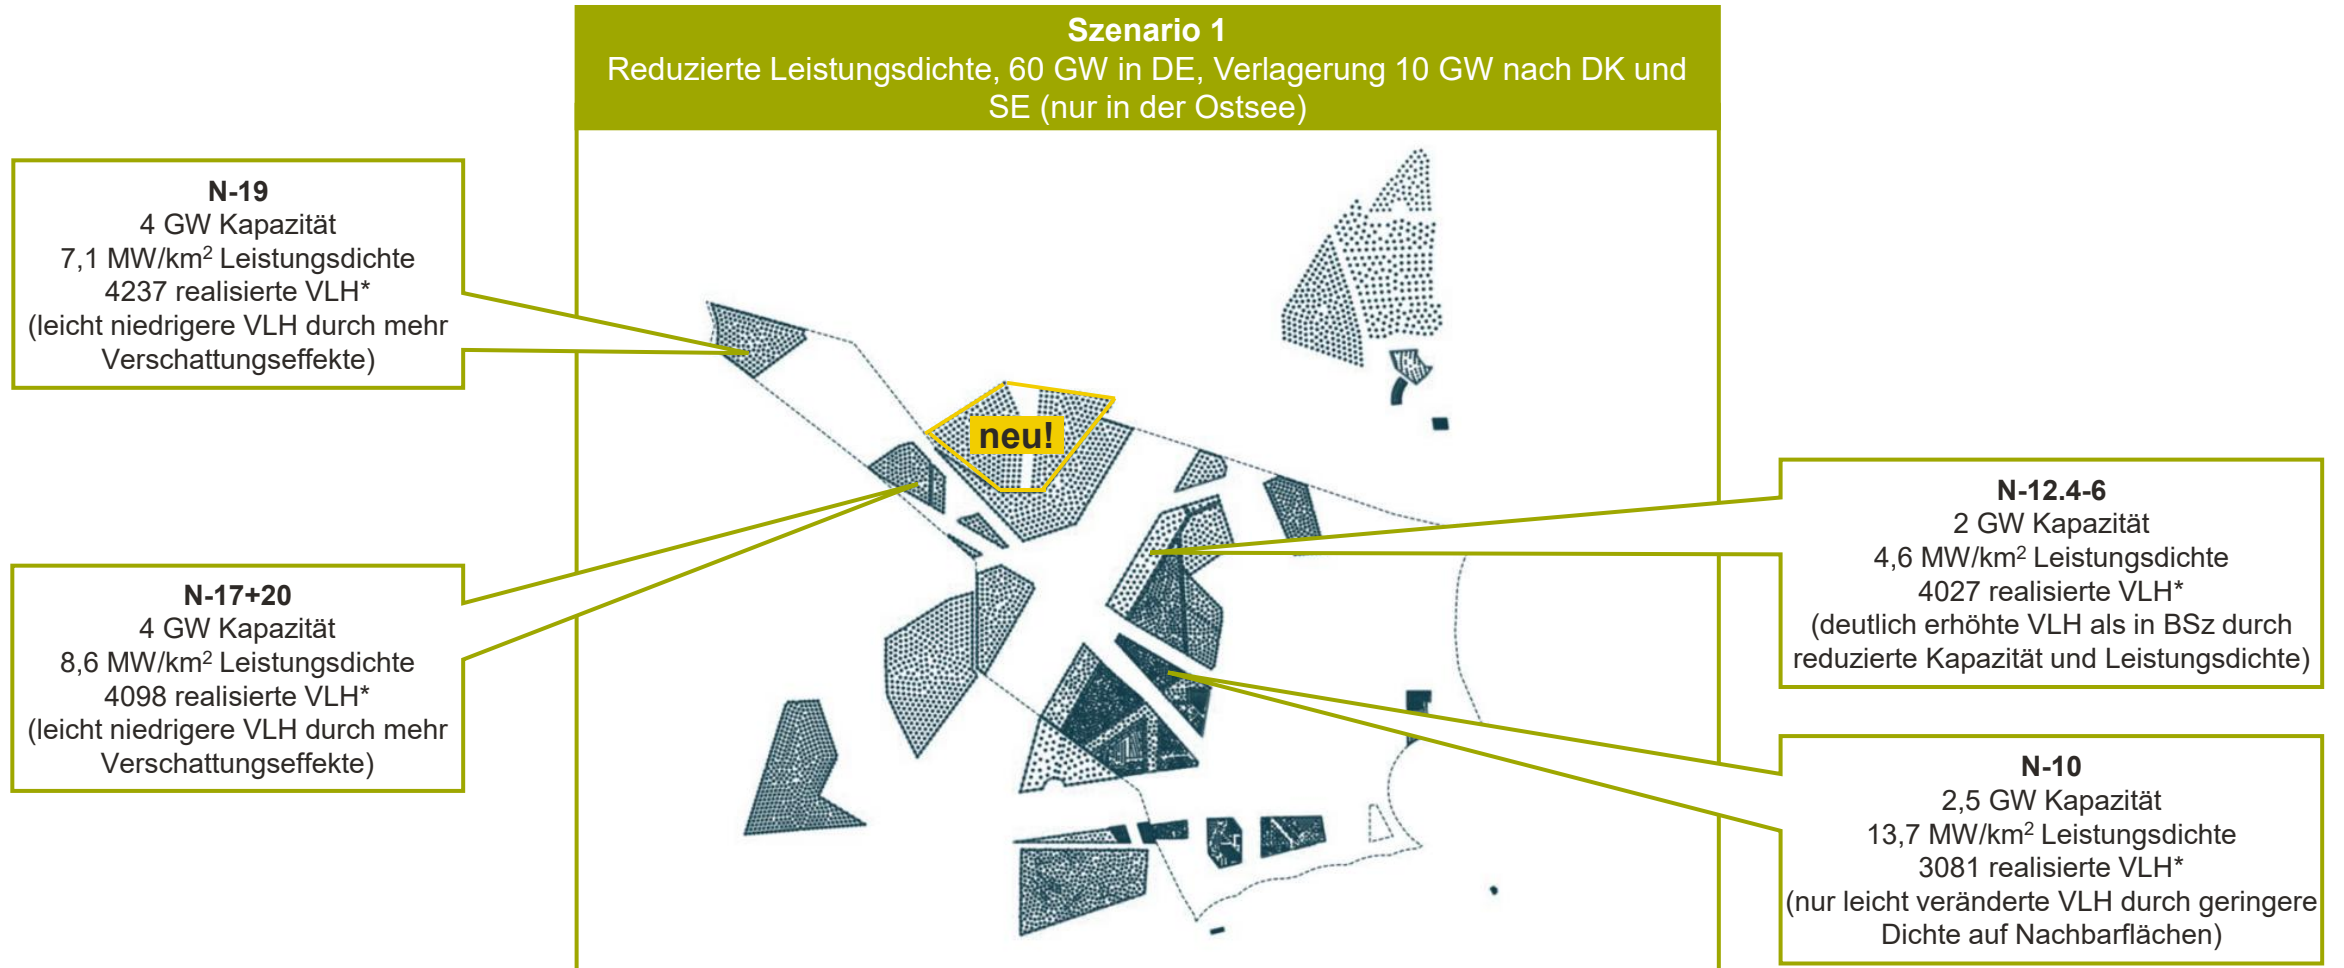 Szenario 1
Reduzierte Leistungsdichte, 60 GW in DE, Verlagerung 10 GW nach DK und
SE (nur in der Ostsee)
N-19
4 GW Kapazität
7,1 MW/km² Leistungsdichte
4237 realisierte VLH*
(leicht niedrigere VLH durch mehr
Verschattungseffekte)
neu!
N-17+20
4 GW Kapazität
8,6 MW/km² Leistungsdichte
4098 realisierte VLH*
(leicht niedrigere VLH durch mehr
Verschattungseffekte)
N-12.4-6
2 GW Kapazität
4,6 MW/km² Leistungsdichte
4027 realisierte VLH*
(deutlich erhöhte VLH als in BSz durch
reduzierte Kapazität und Leistungsdichte)
N-10
2,5 GW Kapazität
13,7 MW/km² Leistungsdichte
3081 realisierte VLH*
(nur leicht veränderte VLH durch geringere
Dichte auf Nachbarflächen)